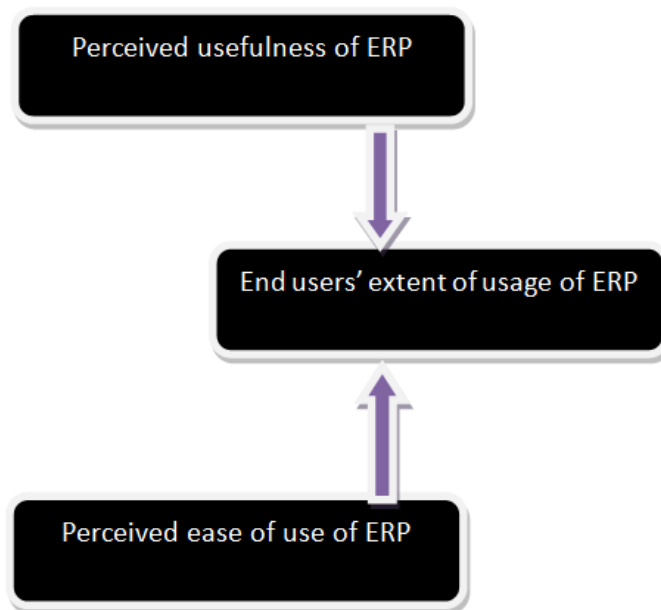 Perceived usefulness of ERP
End users’ extent of usage of ERP
Perceived ease of use of ERP